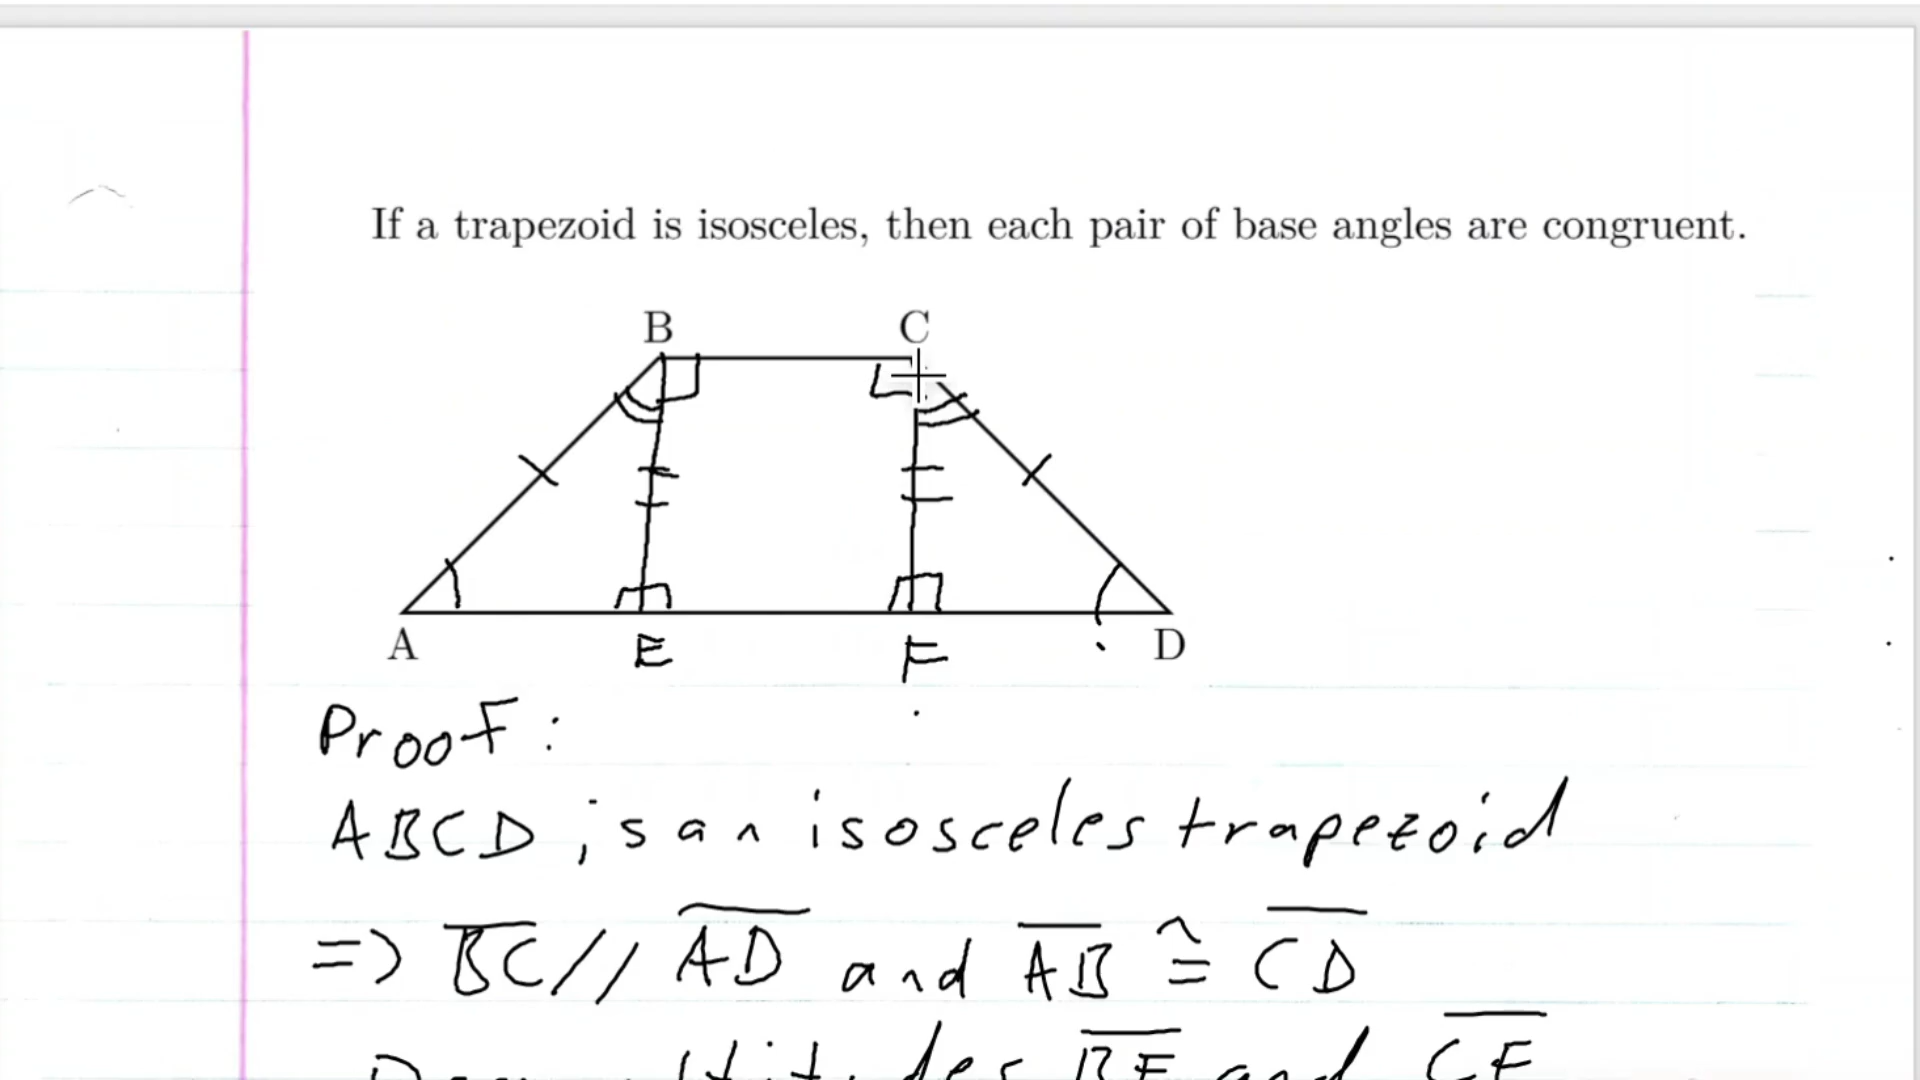 If a trapezoid is isosceles, then each pair of base angles are congruent.
B C
A E F D
Proof:
ABCD is an isosceles trapezoid
=> BC // AD and AB ≅ CD
and